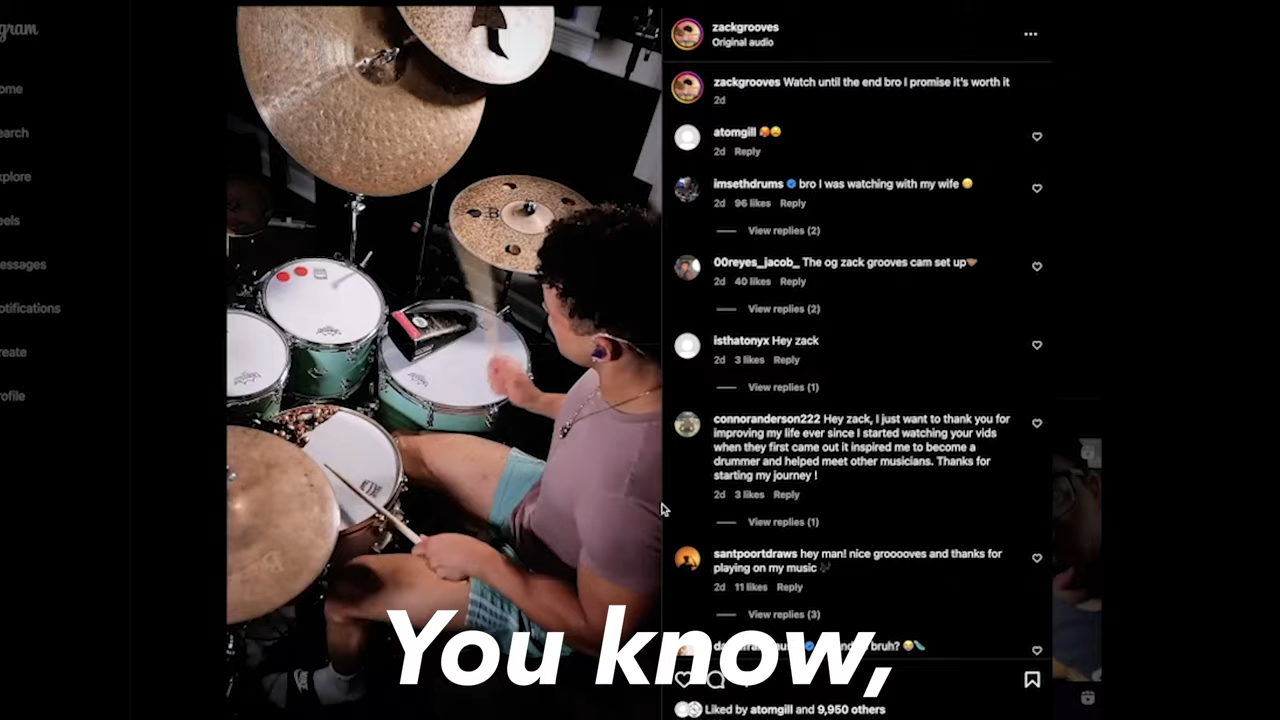 gram
ome
earch
xplore
eels
essages
otifications
reate
rofile
zackgrooves
Original audio
zackgrooves Watch until the end bro I promise it's worth it
2d
atomgill 🥵😩
2d Reply
imsethdrums bro I was watching with my wife 😔
2d 96 likes Reply
View replies (2)
00reyes_jacob_ The og zack grooves cam set up🤝🏾
2d 40 likes Reply
View replies (2)
isthatonyx Hey zack
2d 3 likes Reply
View replies (1)
connoranderson222 Hey zack, I just want to thank you for
improving my life ever since I started watching your vids
when they first came out it inspired me to become a
drummer and helped meet other musicians. Thanks for
starting my journey !
2d 3 likes Reply
View replies (1)
santpoortdraws hey man! nice grooooves and thanks for
playing on my music 🎶
2d 11 likes Reply
View replies (3)
bruh?
Liked by atomgill and 9,950 others
You know,